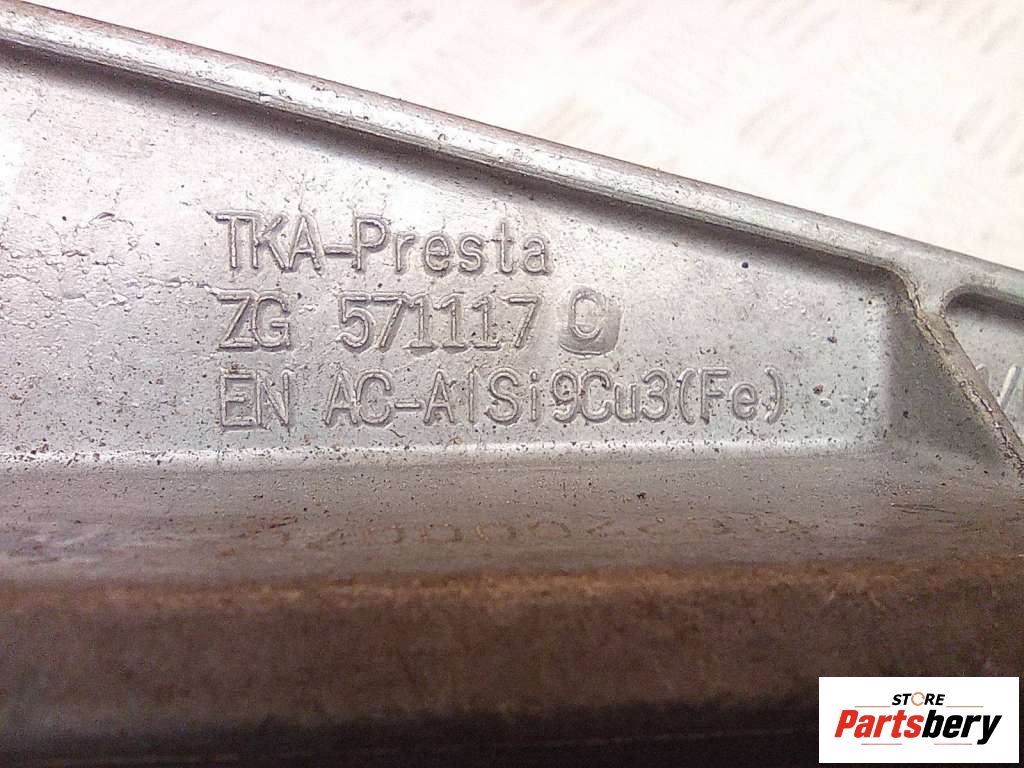 TKA-Presta
ZG 571117 C
EN AC-AlSi9Cu3(Fe)
STORE
Partsbery